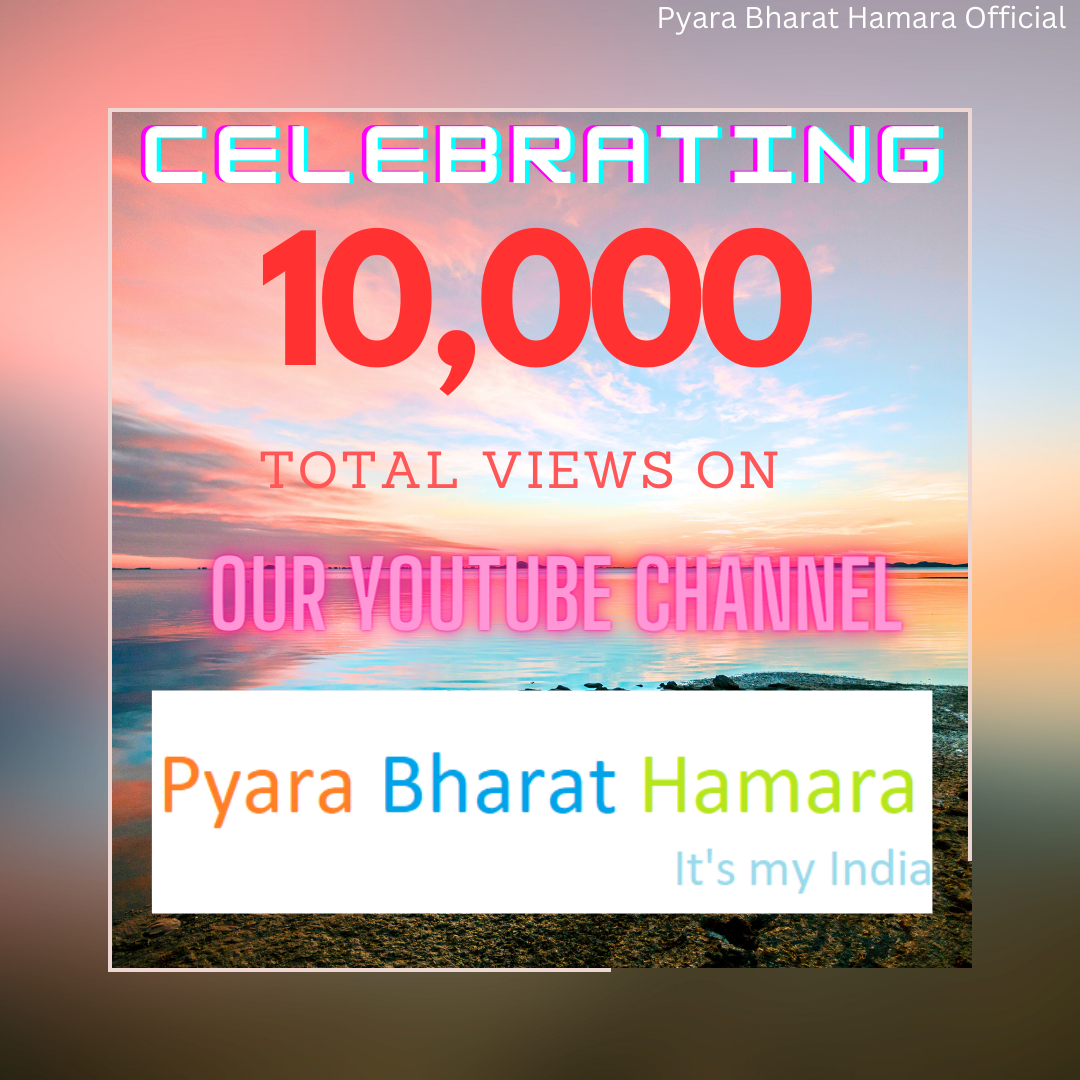 Pyara Bharat Hamara Official
CELEBRATING
10,000
TOTAL VIEWS ON
OUR YOUTUBE CHANNEL
Pyara Bharat Hamara
It's my India